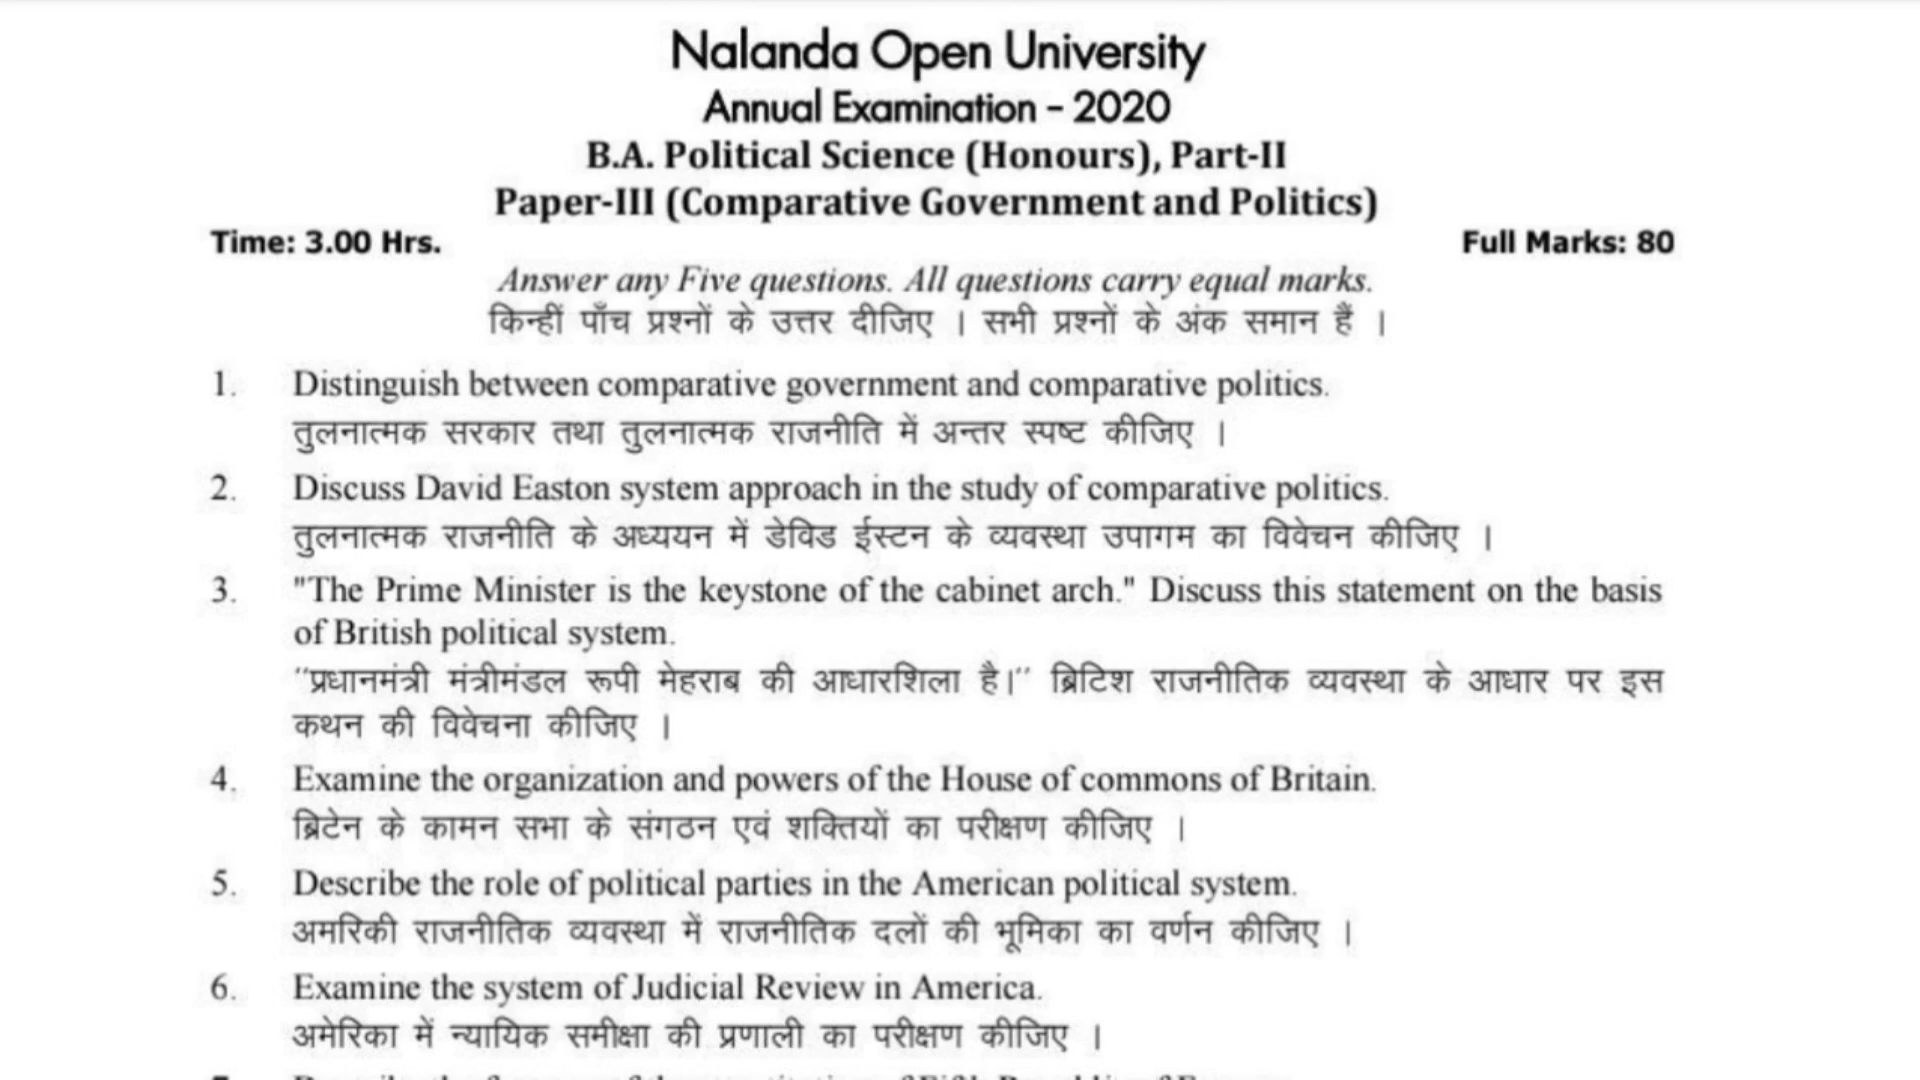 Nalanda Open University
Annual Examination – 2020
B.A. Political Science (Honours), Part-II
Paper-III (Comparative Government and Politics)
Time: 3.00 Hrs. Full Marks: 80
Answer any Five questions. All questions carry equal marks.
किन्हीं पाँच प्रश्नों के उत्तर दीजिए । सभी प्रश्नों के अंक समान हैं ।
1. Distinguish between comparative government and comparative politics.
तुलनात्मक सरकार तथा तुलनात्मक राजनीति में अन्तर स्पष्ट कीजिए ।
2. Discuss David Easton system approach in the study of comparative politics.
तुलनात्मक राजनीति के अध्ययन में डेविड ईस्टन के व्यवस्था उपागम का विवेचन कीजिए ।
3. "The Prime Minister is the keystone of the cabinet arch." Discuss this statement on the basis
of British political system.
"प्रधानमंत्री मंत्रीमंडल रूपी मेहराब की आधारशिला है।" ब्रिटिश राजनीतिक व्यवस्था के आधार पर इस
कथन की विवेचना कीजिए ।
4. Examine the organization and powers of the House of commons of Britain.
ब्रिटेन के कामन सभा के संगठन एवं शक्तियों का परीक्षण कीजिए ।
5. Describe the role of political parties in the American political system.
अमरिकी राजनीतिक व्यवस्था में राजनीतिक दलों की भूमिका का वर्णन कीजिए ।
6. Examine the system of Judicial Review in America.
अमेरिका में न्यायिक समीक्षा की प्रणाली का परीक्षण कीजिए ।